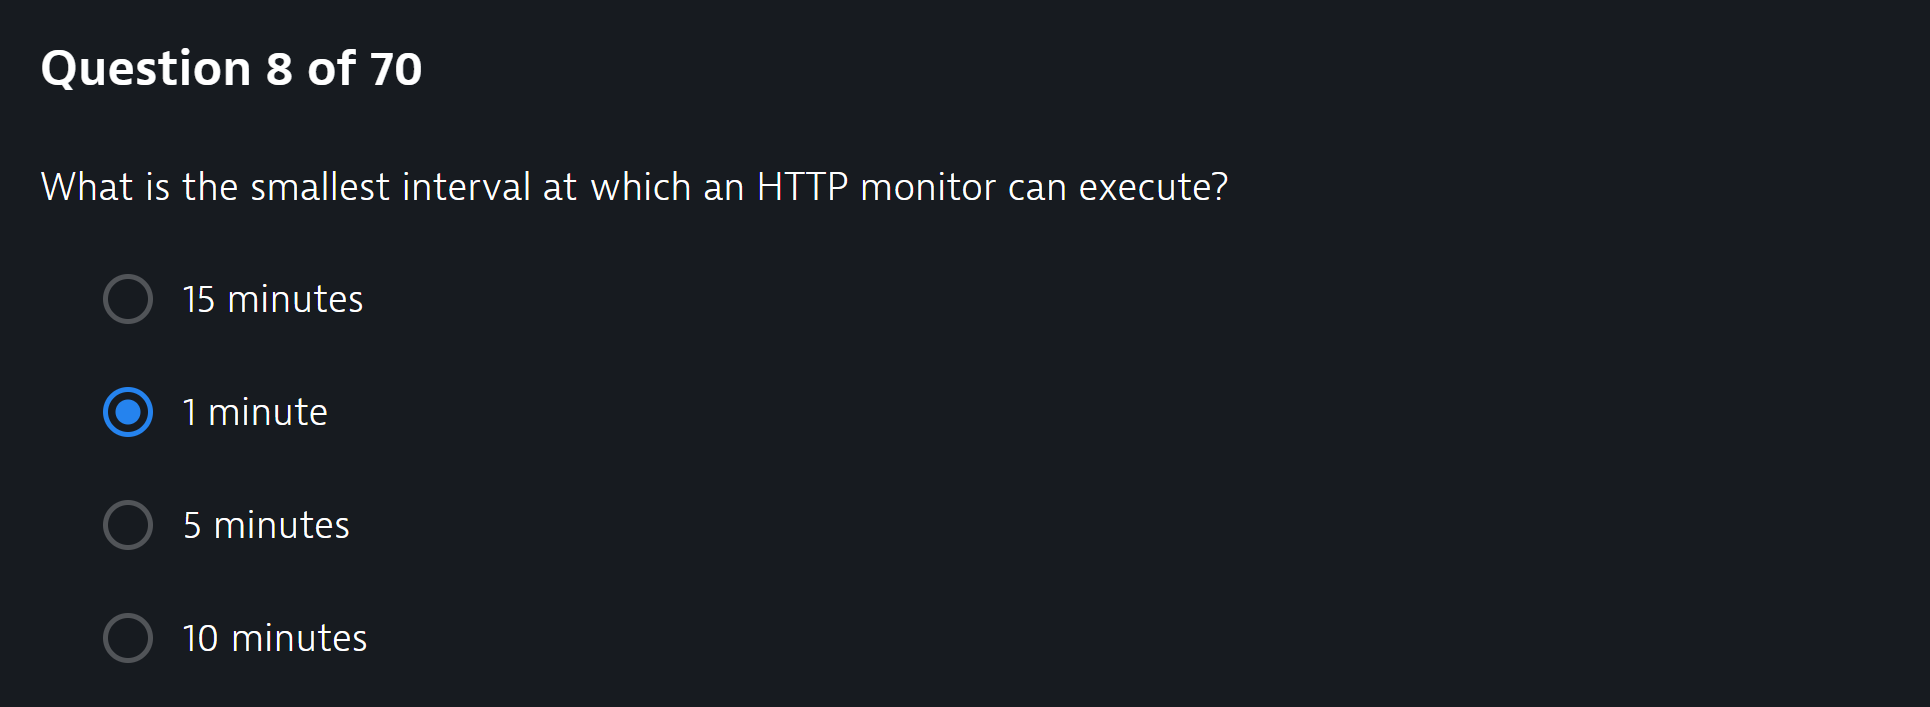 Question 8 of 70
What is the smallest interval at which an HTTP monitor can execute?
15 minutes
1 minute
5 minutes
10 minutes